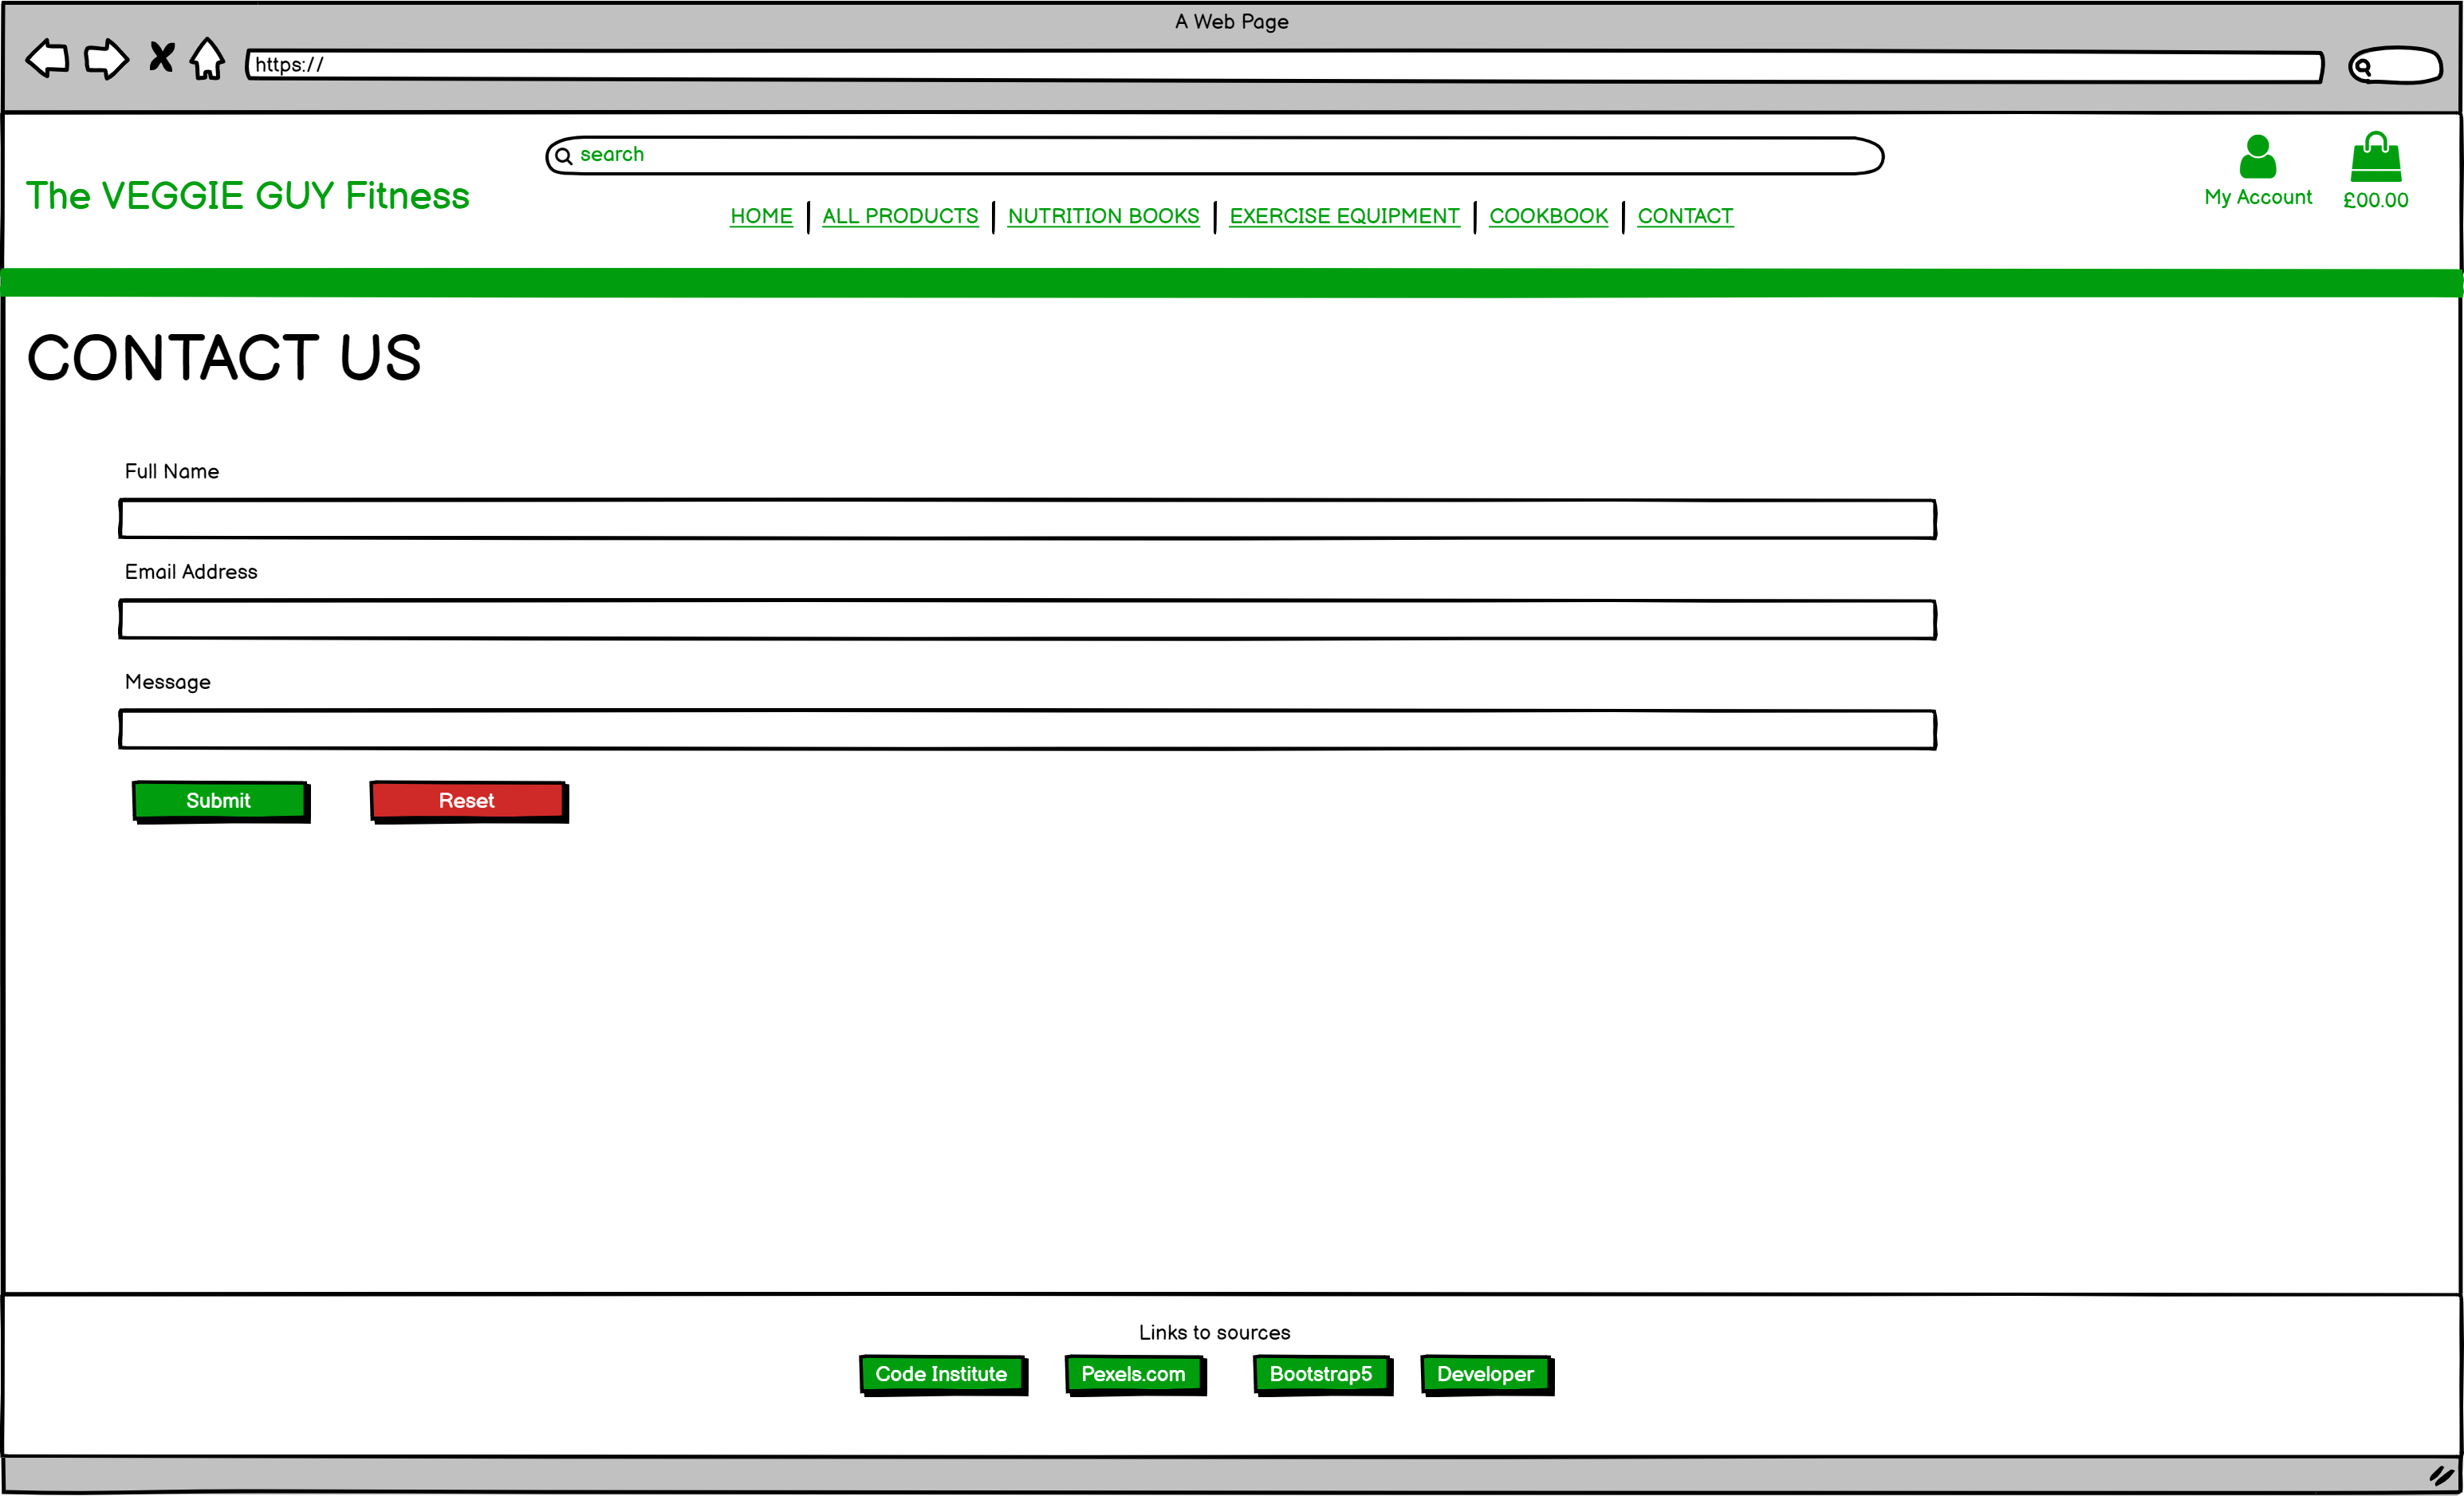 A Web Page
https://
search
The VEGGIE GUY Fitness
HOME ALL PRODUCTS NUTRITION BOOKS EXERCISE EQUIPMENT COOKBOOK CONTACT
My Account £00.00
CONTACT US
Full Name
Email Address
Message
Submit Reset
Links to sources
Code Institute Pexels.com Bootstrap5 Developer